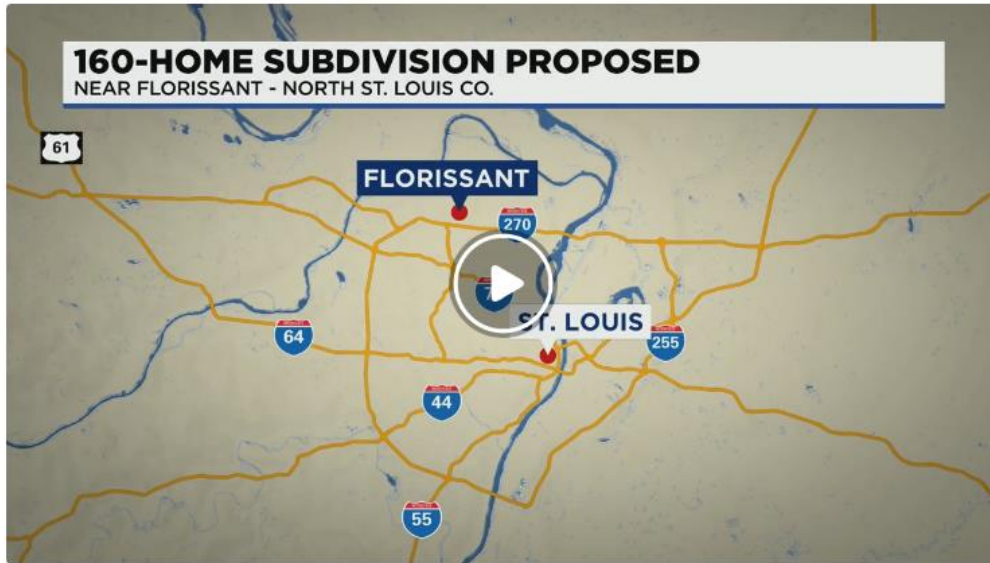 160-HOME SUBDIVISION PROPOSED
NEAR FLORISSANT - NORTH ST. LOUIS CO.
61
FLORISSANT
270
7
ST. LOUIS
64
255
44
55